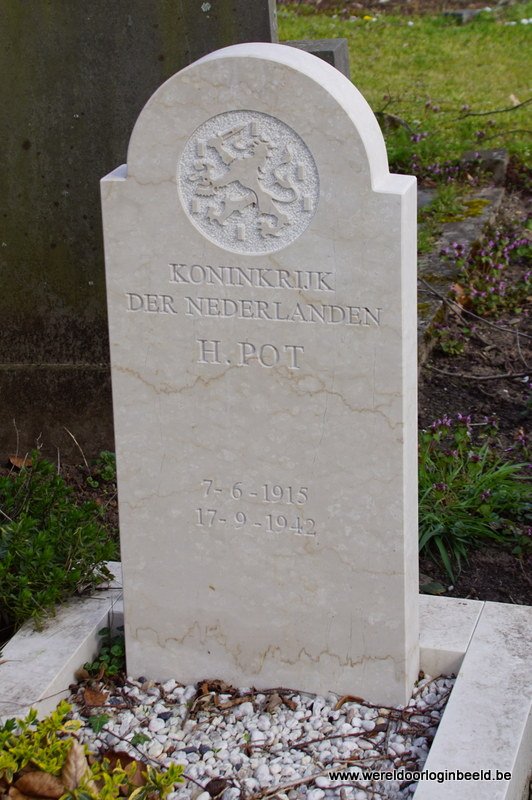 KONINKRIJK
DER NEDERLANDEN
H. POT
7-6-1915
17-9-1942
www.wereldoorloginbeeld.be